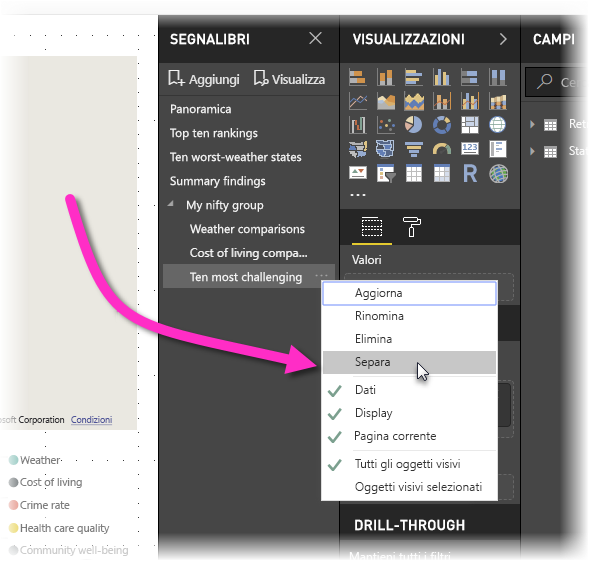 SEGNALIBRI
Aggiungi Visualizza
Panoramica
Top ten rankings
Ten worst-weather states
Summary findings
My nifty group
Weather comparisons
Cost of living compa...
Ten most challenging ...
VISUALIZZAZIONI
123
R
...
Valori
Aggiorna
Rinomina
Elimina
Separa
Dati
Display
Pagina corrente
Tutti gli oggetti visivi
Oggetti visivi selezionati
DRILL-THROUGH
Mantieni tutti i filtri
CAMPI
Ce
Ret
Sta
osoft Corporation Condizioni
Weather
Cost of living
Crime rate
Health care quality
Community well-being